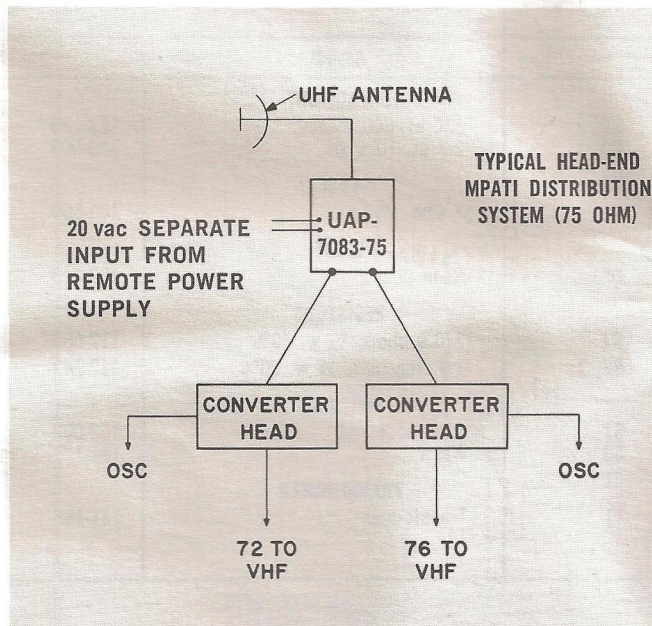 UHF ANTENNA
TYPICAL HEAD-END
MPATI DISTRIBUTION
SYSTEM (75 OHM)
UAP-
7083-75
20 vac SEPARATE
INPUT FROM
REMOTE POWER
SUPPLY
CONVERTER
HEAD
CONVERTER
HEAD
OSC
OSC
72 TO
VHF
76 TO
VHF